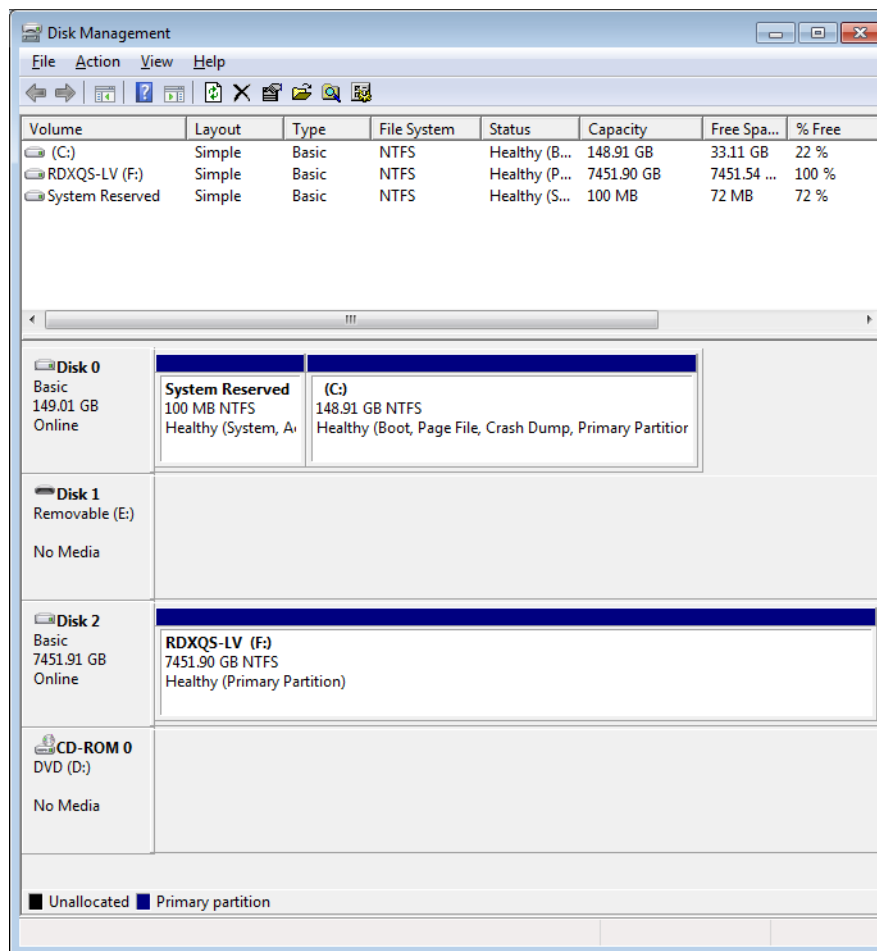 Disk Management
File Action View Help
Volume Layout Type File System Status Capacity Free Spa... % Free
(C:) Simple Basic NTFS Healthy (B... 148.91 GB 33.11 GB 22 %
RDXQS-LV (F:) Simple Basic NTFS Healthy (P... 7451.90 GB 7451.54 ... 100 %
System Reserved Simple Basic NTFS Healthy (S... 100 MB 72 MB 72 %
Disk 0
Basic
149.01 GB
Online
System Reserved
100 MB NTFS
Healthy (System, A
(C:)
148.91 GB NTFS
Healthy (Boot, Page File, Crash Dump, Primary Partition
Disk 1
Removable (E:)
No Media
Disk 2
Basic
7451.91 GB
Online
RDXQS-LV (F:)
7451.90 GB NTFS
Healthy (Primary Partition)
CD-ROM 0
DVD (D:)
No Media
Unallocated Primary partition